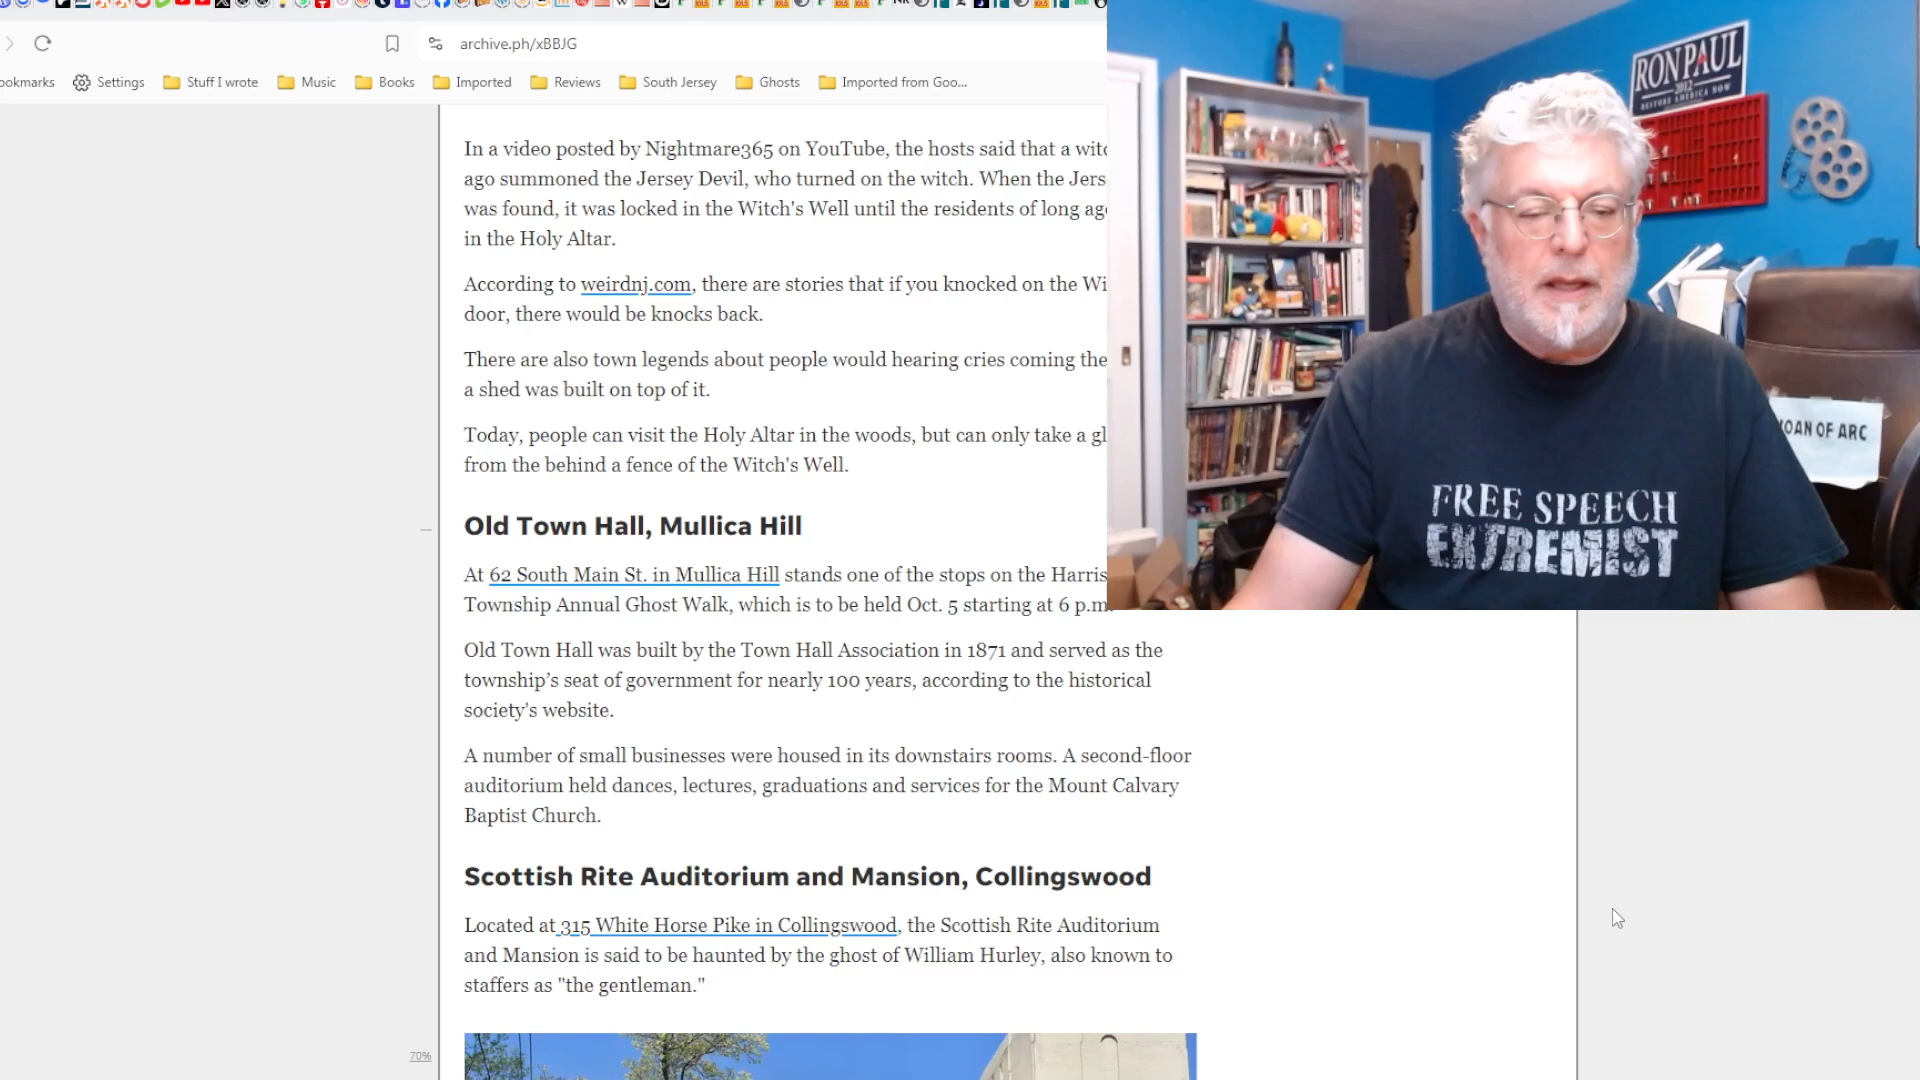 archive.ph/xBBJG
ookmarks Settings Stuff I wrote Music Books Imported Reviews South Jersey Ghosts Imported from Goo...
In a video posted by Nightmare365 on YouTube, the hosts said that a
ago summoned the Jersey Devil, who turned on the witch. When the
was found, it was locked in the Witch's Well until the residents of long
in the Holy Altar.
According to weirdnj.com, there are stories that if you knocked on the
door, there would be knocks back.
There are also town legends about people would hearing cries coming
a shed was built on top of it.
Today, people can visit the Holy Altar in the woods, but can only take a
from the behind a fence of the Witch's Well.
Old Town Hall, Mullica Hill
At 62 South Main St. in Mullica Hill stands one of the stops on the Harris
Township Annual Ghost Walk, which is to be held Oct. 5 starting at 6 p.m.
Old Town Hall was built by the Town Hall Association in 1871 and served as the
township's seat of government for nearly 100 years, according to the historical
society's website.
A number of small businesses were housed in its downstairs rooms. A second-floor
auditorium held dances, lectures, graduations and services for the Mount Calvary
Baptist Church.
Scottish Rite Auditorium and Mansion, Collingswood
Located at 315 White Horse Pike in Collingswood, the Scottish Rite Auditorium
and Mansion is said to be haunted by the ghost of William Hurley, also known to
staffers as "the gentleman."
70%
RON PAUL
2012
RESTORE AMERICA NOW
OAN OF ARC
FREE SPEECH
EXTREMIST